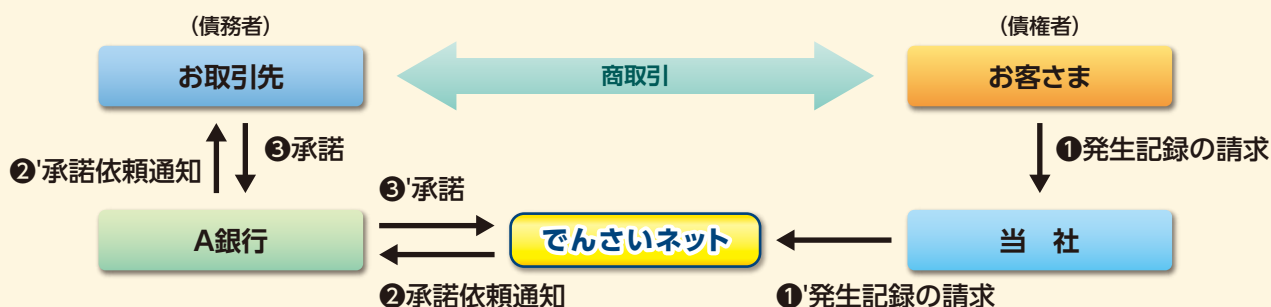 (債務者)
(債権者)
お取引先
商取引
お客さま
❷'承諾依頼通知
❸承諾
❶発生記録の請求
❸'承諾
A銀行
でんさいネット
当 社
❷承諾依頼通知
❶'発生記録の請求